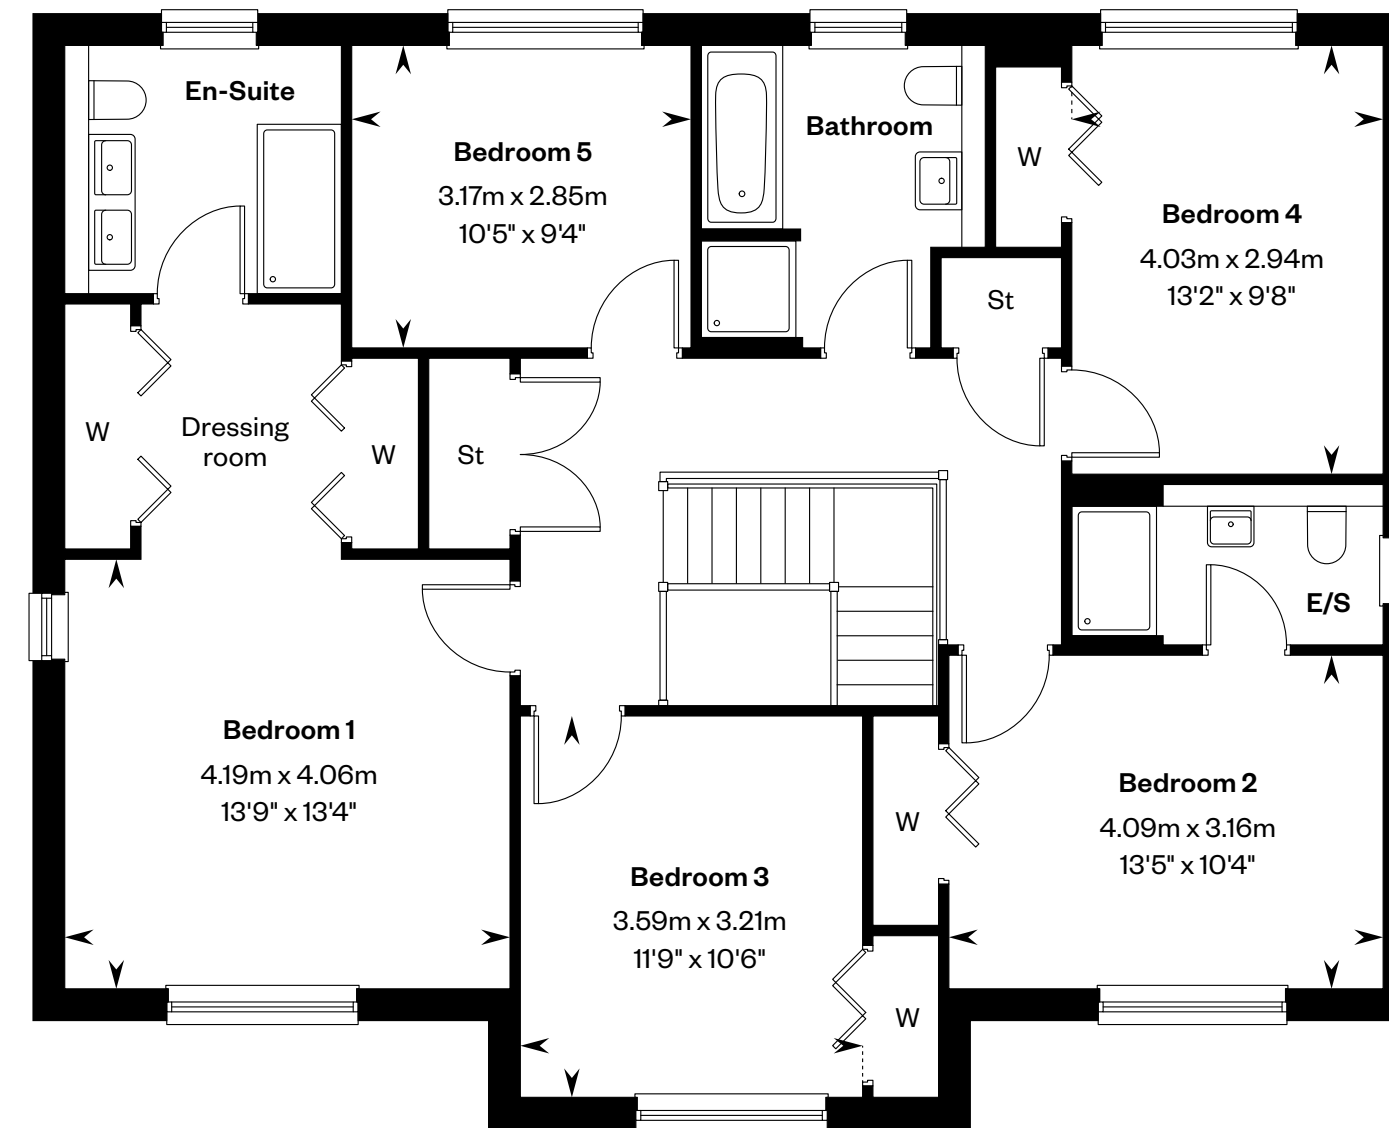 En-Suite
Bedroom 5
3.17m x 2.85m
10'5" x 9'4"
Bathroom
W
Bedroom 4
4.03m x 2.94m
13'2" x 9'8"
St
W
Dressing
room
W
St
E/S
Bedroom 1
4.19m x 4.06m
13'9" x 13'4"
Bedroom 2
4.09m x 3.16m
13'5" x 10'4"
W
Bedroom 3
3.59m x 3.21m
11'9" x 10'6"
W